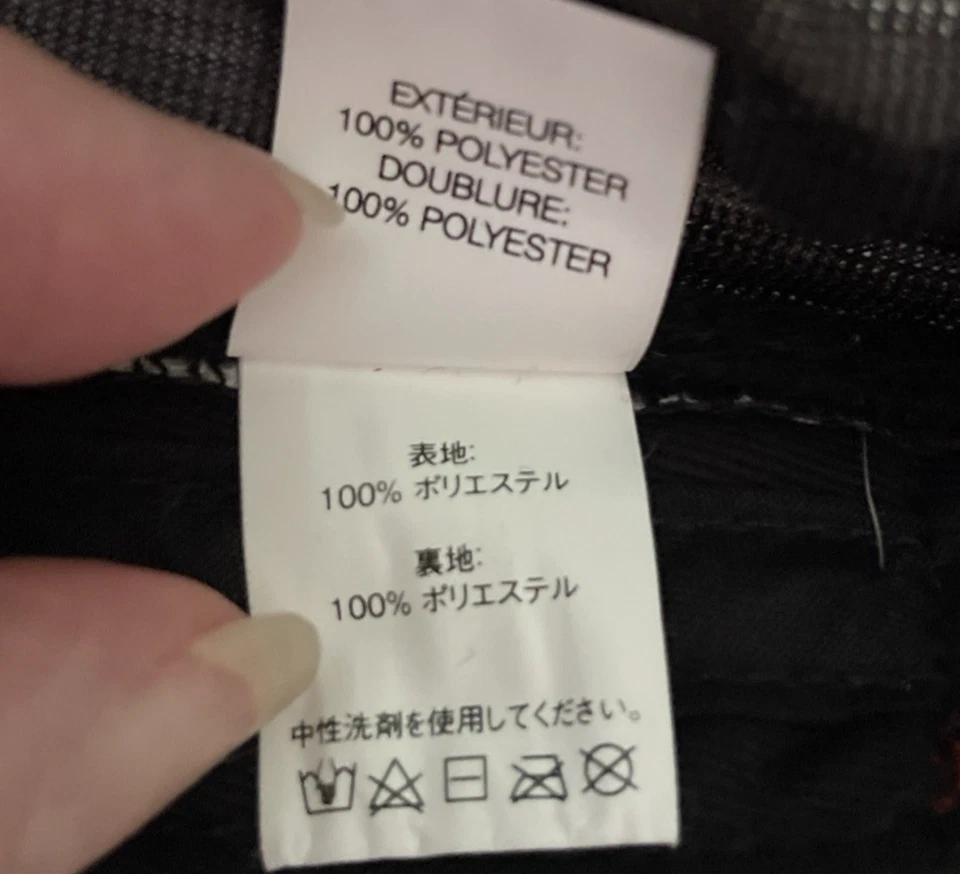 EXTÉRIEUR:
100% POLYESTER
DOUBLURE:
100% POLYESTER
表地:
100% ポリエステル
裏地:
100% ポリエステル
中性洗剤を使用してください。